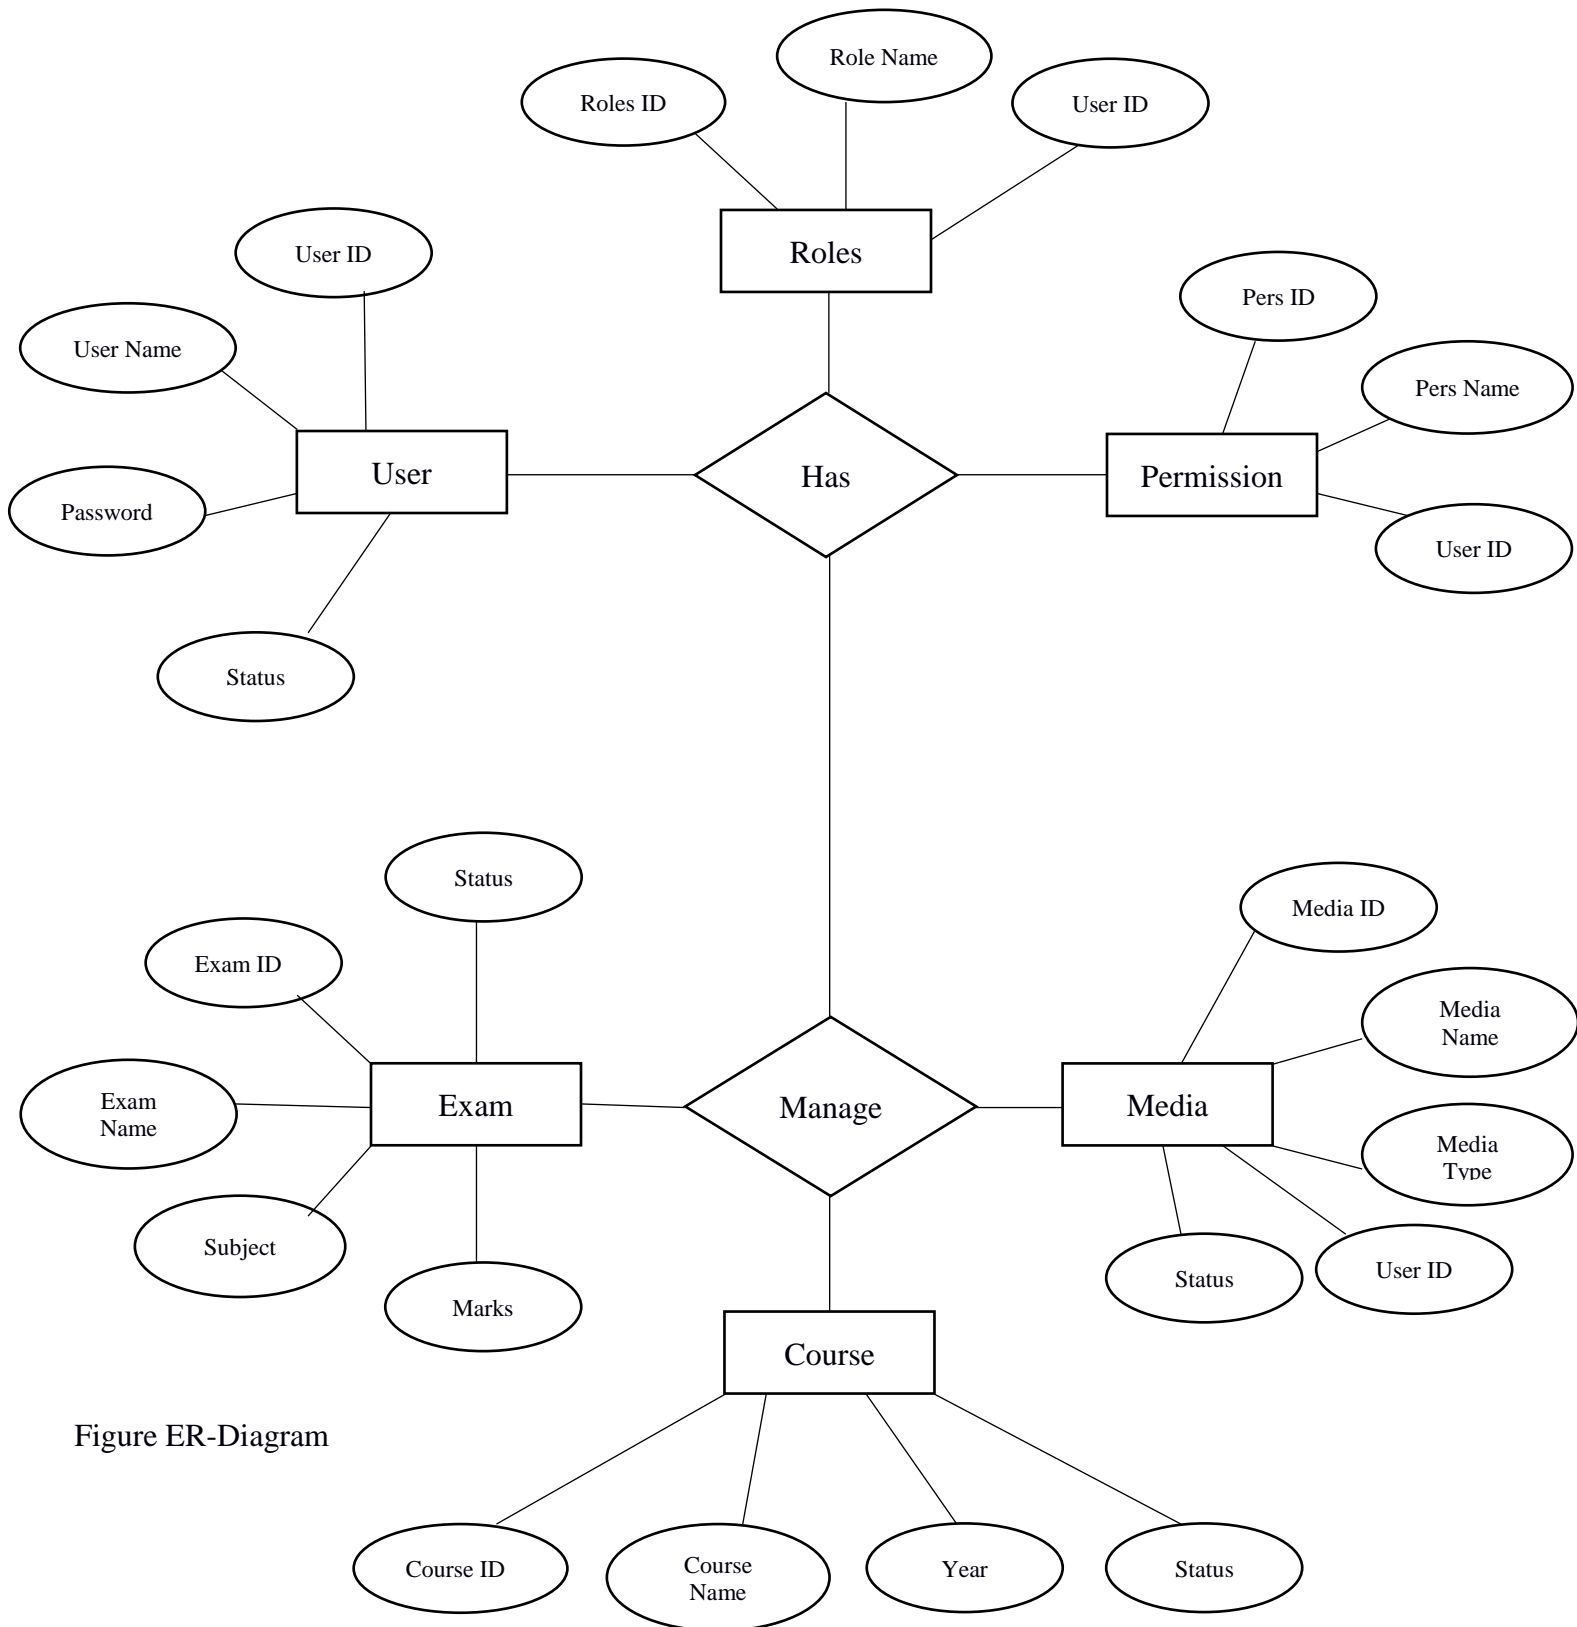 Role Name
Roles ID
User ID
Roles
User ID
Pers ID
User Name
Pers Name
User
Has
Permission
Password
User ID
Status
Status
Media ID
Exam ID
Media
Name
Exam
Name
Exam
Manage
Media
Media
Type
Subject
Marks
Status
User ID
Course
Figure ER-Diagram
Course ID
Course
Name
Year
Status